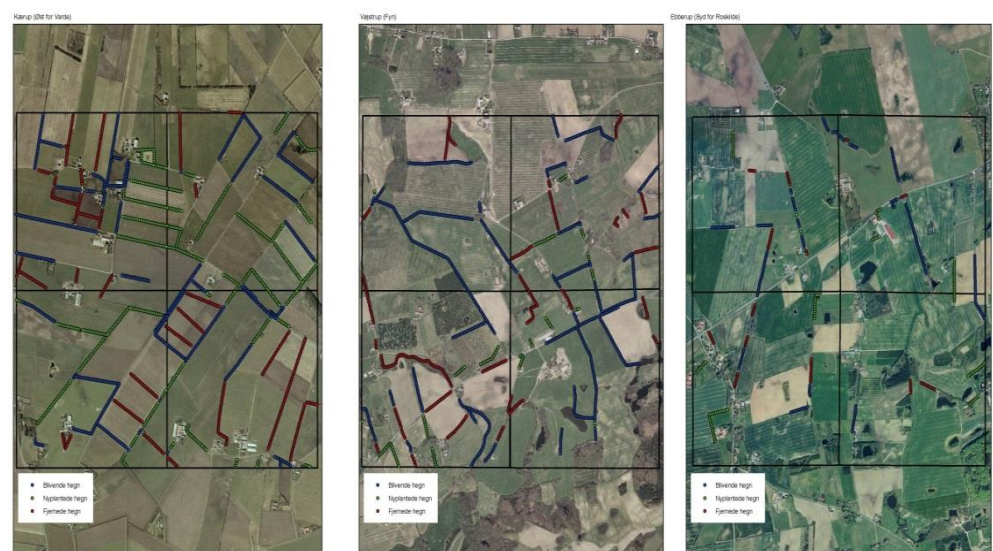 Kærup (Øst for Varde)
Vejstrup (Fyn)
Ebberup (Syd for Roskilde)
Blivende hegn
Nyplantede hegn
Fjernede hegn
Blivende hegn
Nyplantede hegn
Fjernede hegn
Blivende hegn
Nyplantede hegn
Fjernede hegn